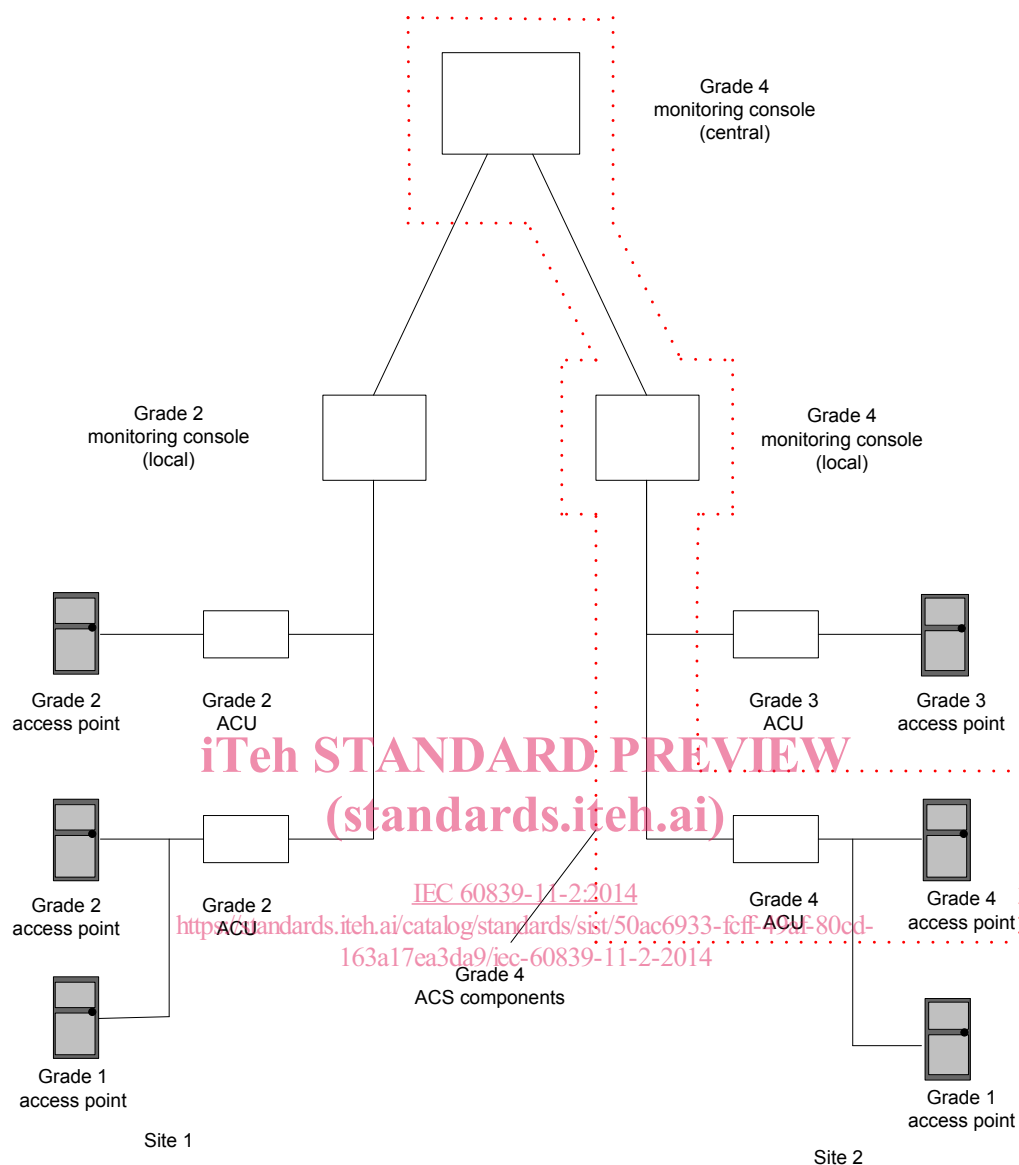 Grade 4
monitoring console
(central)
Grade 2
monitoring console
(local)
Grade 4
monitoring console
(local)
Grade 2
access point
Grade 2
ACU
Grade 3
ACU
Grade 3
access point
iTeh STANDARD PREVIEW
(standards.iteh.ai)
Grade 2
access point
Grade 2
ACU
IEC 60839-11-2:2014
https://standards.iteh.ai/catalog/standards/sist/50ac6933-fcff-49af-80cd-
163a17ea3da9/iec-60839-11-2-2014
Grade 4
ACU
Grade 4
access point
Grade 4
ACS components
Grade 1
access point
Grade 1
access point
Site 1
Site 2